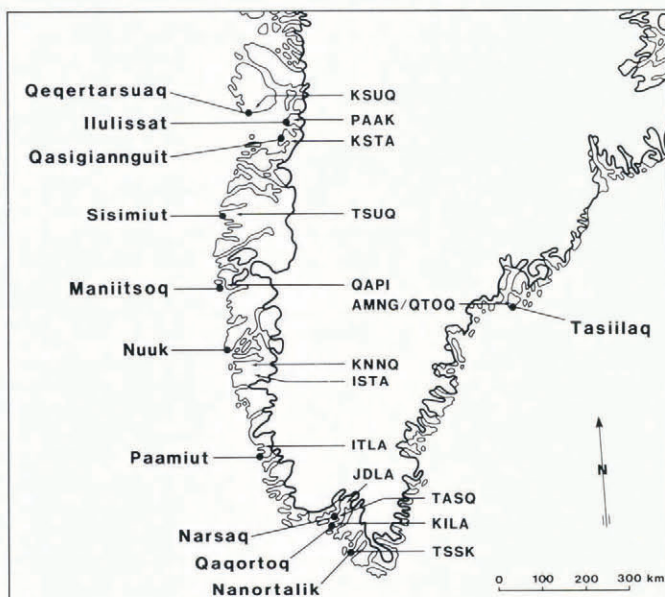 Qeqertarsuaq
KSUQ
Ilulissat
PAAK
Qasigiannguit
KSTA
Sisimiut
TSUQ
Maniitsoq
QAPI
AMNG/QTOQ
Tasiilaq
Nuuk
KNNQ
ISTA
ITLA
Paamiut
JDLA
N
TASQ
Narsaq
KILA
Qaqortoq
TSSK
Nanortalik
0 100 200 300 km